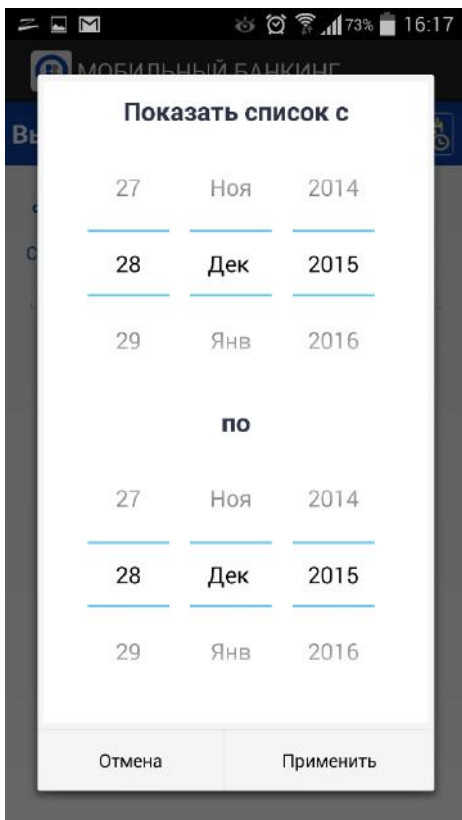 73% 16:17
МОБИЛЬНЫЙ БАНКИНГ
Показать список с
27 Ноя 2014
28 Дек 2015
29 Янв 2016
по
27 Ноя 2014
28 Дек 2015
29 Янв 2016
Отмена Применить